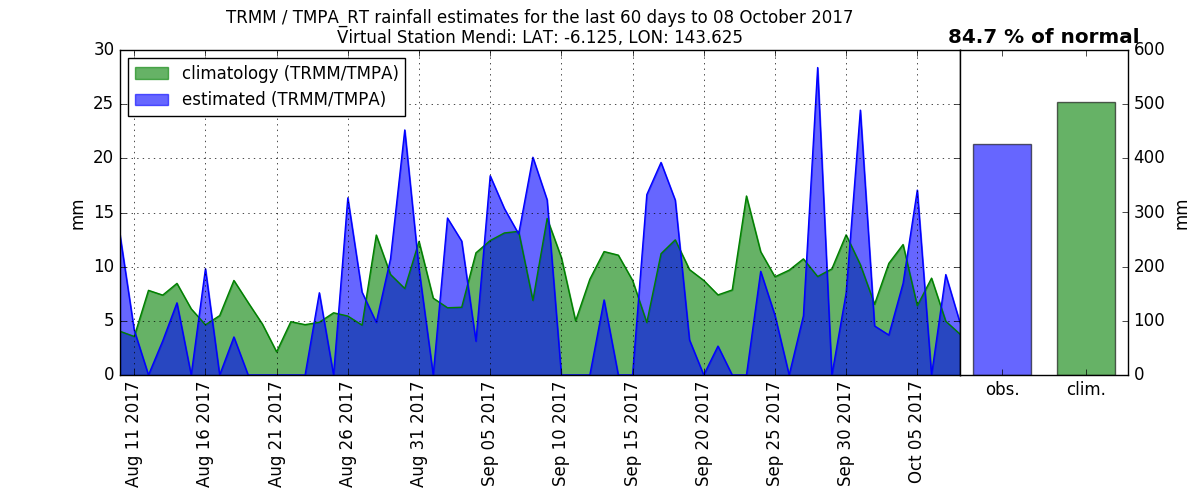 TRMM / TMPA_RT rainfall estimates for the last 60 days to 08 October 2017
Virtual Station Mendi: LAT: -6.125, LON: 143.625
84.7 % of normal
climatology (TRMM/TMPA)
estimated (TRMM/TMPA)
30
25
20
15
10
5
0
mm
600
500
400
300
200
100
0
mm
Aug 11 2017
Aug 16 2017
Aug 21 2017
Aug 26 2017
Aug 31 2017
Sep 05 2017
Sep 10 2017
Sep 15 2017
Sep 20 2017
Sep 25 2017
Sep 30 2017
Oct 05 2017
obs.
clim.